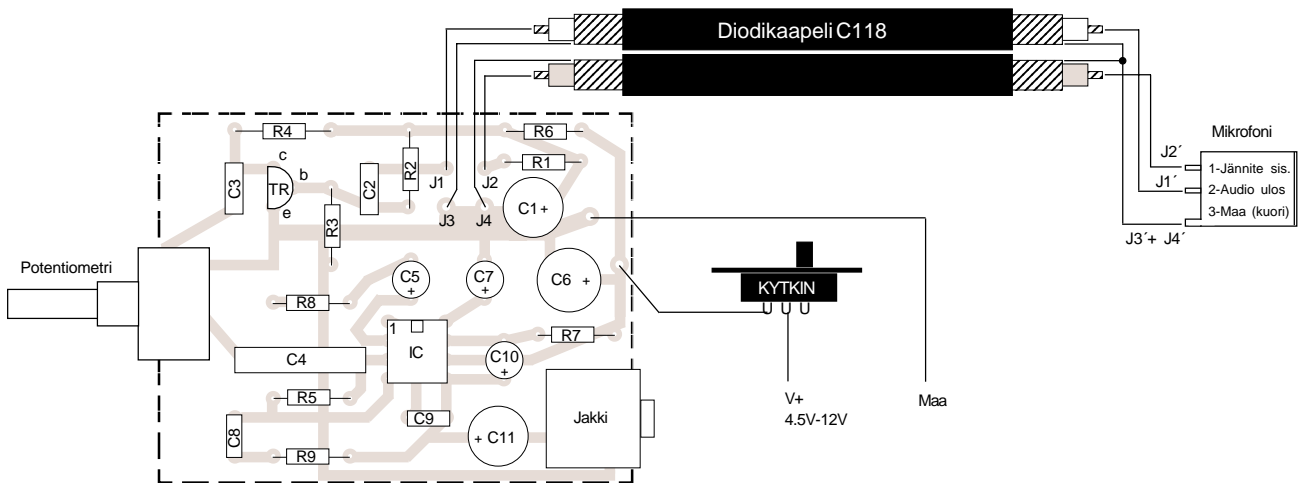 Diodikaapeli C118
R4
R6
Mikrofoni
c
R2
R1
J2´
1-Jännite sis.
C3
TR
b
C2
J1
J2
J1´
2-Audio ulos
e
R3
J3
J4
C1+
3-Maa (kuori)
J3´+ J4´
Potentiometri
C5
+
C7
+
C6 +
KYTKIN
R8
1
IC
R7
C4
C10
+
R5
V+
4.5V-12V
Maa
C8
C9
Jakki
+ C11
R9